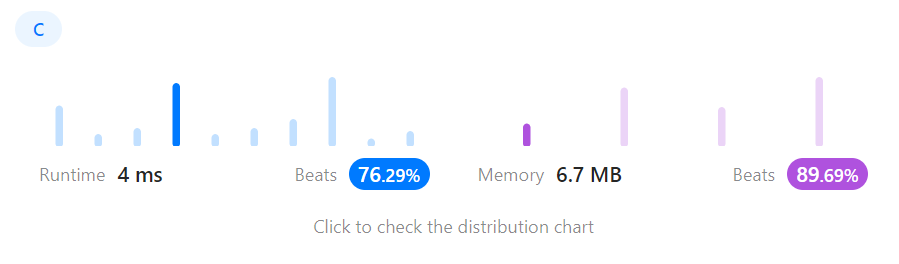 C
Runtime 4 ms Beats 76.29% Memory 6.7 MB Beats 89.69%
Click to check the distribution chart